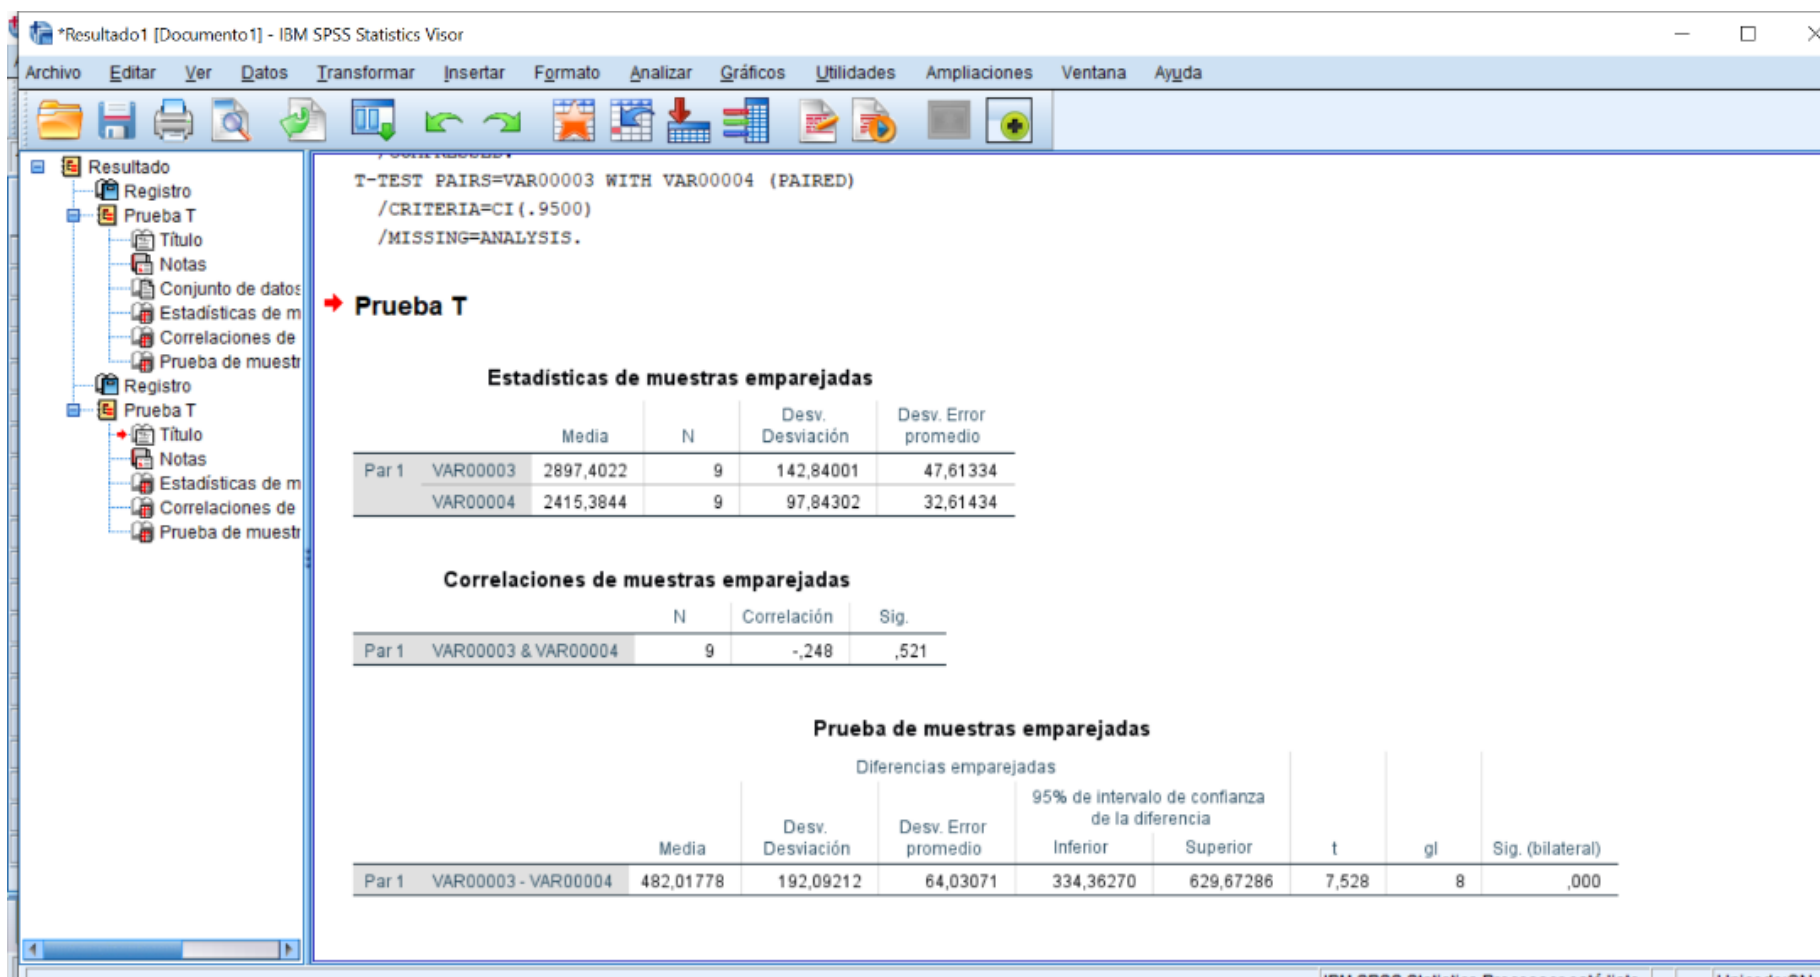 *Resultado1 [Documento1] - IBM SPSS Statistics Visor
Archivo Editar Ver Datos Transformar Insertar Formato Analizar Gráficos Utilidades Ampliaciones Ventana Ayuda
Resultado
Registro
Prueba T
Título
Notas
Conjunto de datos
Estadísticas de m
Correlaciones de
Prueba de muestr
Registro
Prueba T
Título
Notas
Estadísticas de m
Correlaciones de
Prueba de muestr
/COMPRESSED.
T-TEST PAIRS=VAR00003 WITH VAR00004 (PAIRED)
/CRITERIA=CI(.9500)
/MISSING=ANALYSIS.
Prueba T
Estadísticas de muestras emparejadas
Media N Desv. Desviación Desv. Error promedio
Par 1 VAR00003 2897,4022 9 142,84001 47,61334
VAR00004 2415,3844 9 97,84302 32,61434
Correlaciones de muestras emparejadas
N Correlación Sig.
Par 1 VAR00003 & VAR00004 9 -,248 ,521
Prueba de muestras emparejadas
Diferencias emparejadas
95% de intervalo de confianza de la diferencia
Media Desv. Desviación Desv. Error promedio Inferior Superior t gl Sig. (bilateral)
Par 1 VAR00003 - VAR00004 482,01778 192,09212 64,03071 334,36270 629,67286 7,528 8 ,000